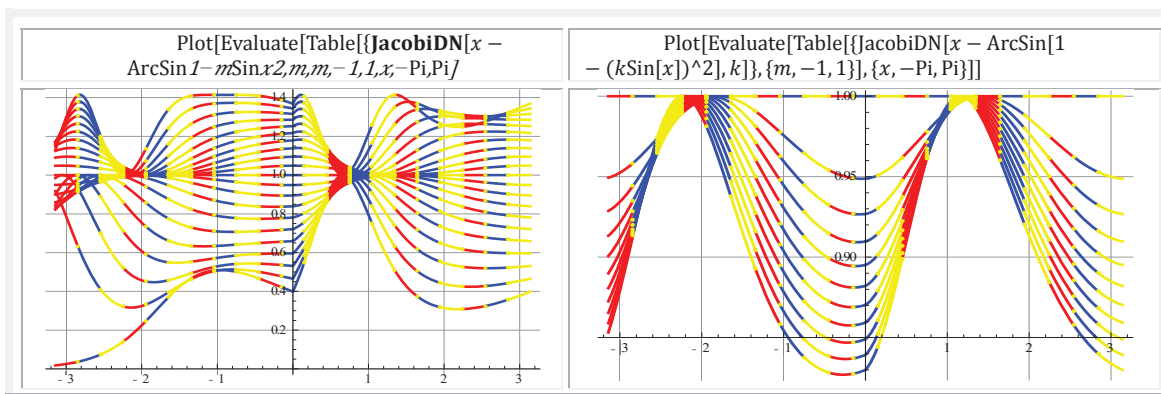 Plot[Evaluate[Table[{JacobiDN[x −
ArcSin1−mSinx2,m,m,−1,1,x,−Pi,Pi]
Plot[Evaluate[Table[{JacobiDN[x − ArcSin[1
− (kSin[x])^2], k]}, {m, −1, 1}], {x, −Pi, Pi}]]
1.4
1.2
1.0
0.8
0.6
0.4
0.2
- 3 - 2 - 1 1 2 3
1.00
0.95
0.90
- 3 - 2 - 1 1 2 3